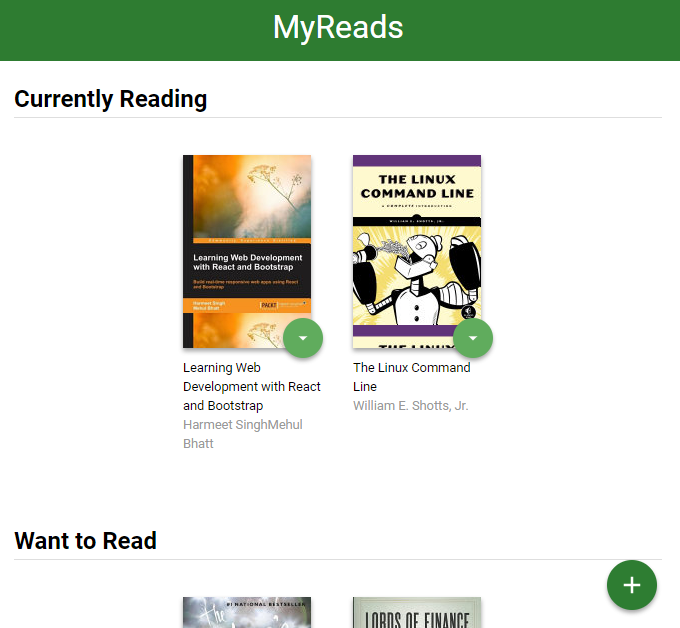 MyReads
Currently Reading
Learning Web Development
with React and Bootstrap
Build real-time responsive web apps using React
and Bootstrap
Harmeet Singh
Mehul Bhatt
PACKT
THE LINUX
COMMAND LINE
A COMPLETE INTRODUCTION
WILLIAM E. SHOTTS, JR.
THE LINUX
Learning Web
Development with React
and Bootstrap
Harmeet SinghMehul
Bhatt
The Linux Command
Line
William E. Shotts, Jr.
Want to Read
#1 NATIONAL BESTSELLER
the
LORDS OF FINANCE